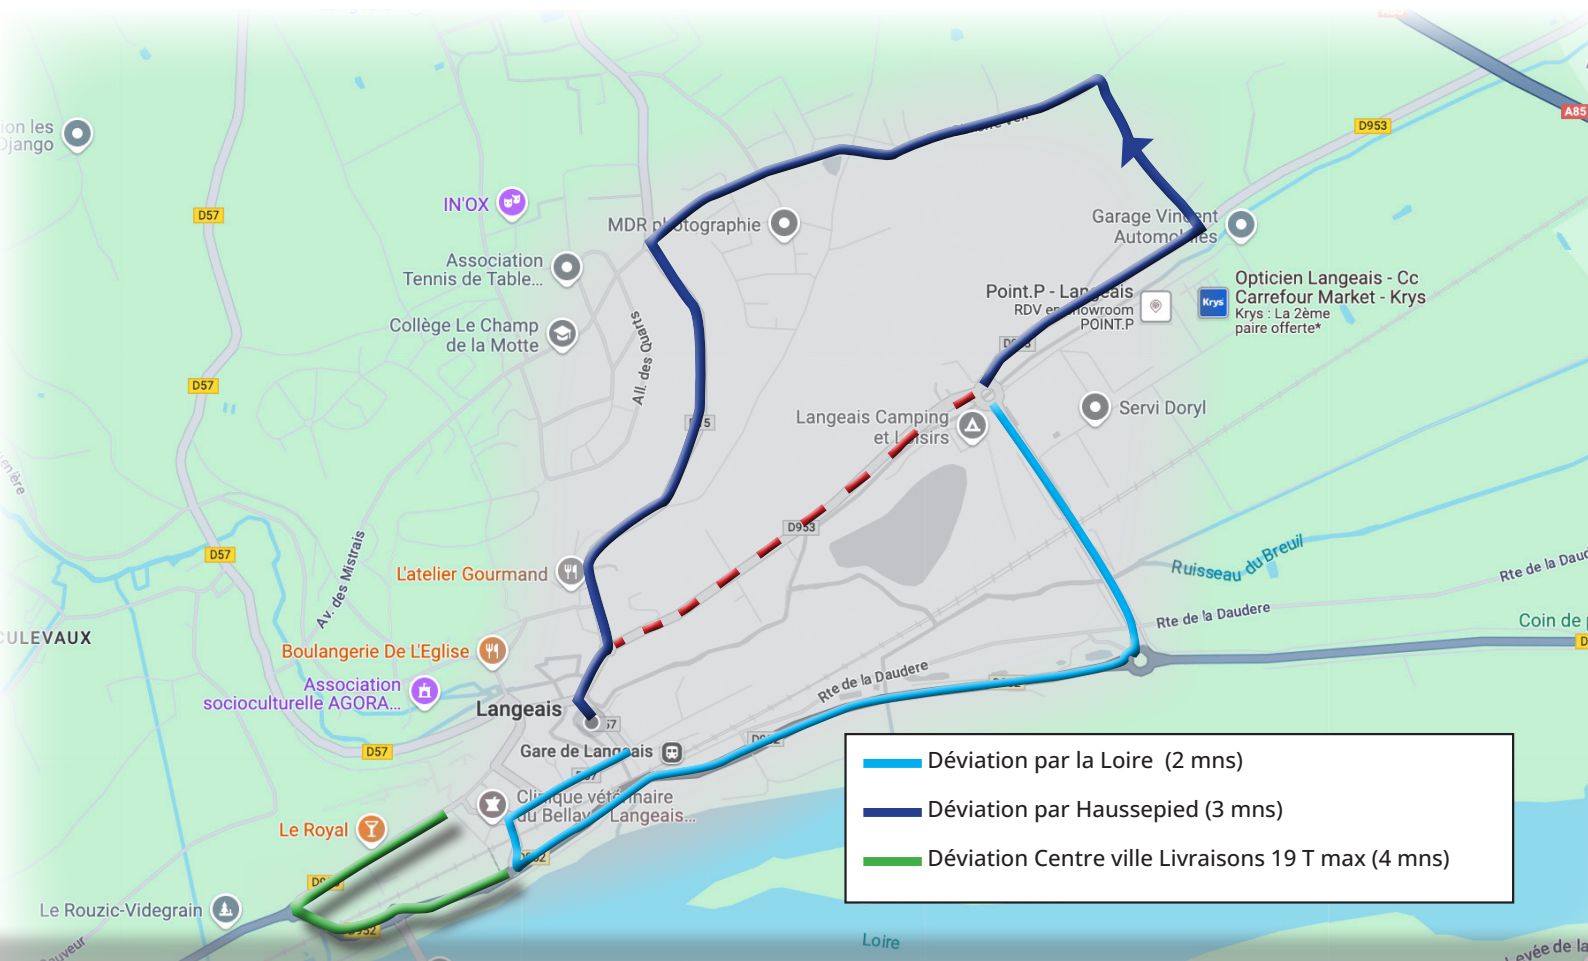 A85
D953
ion les
Django
IN'OX
D57
MDR photographie
Garage Vincent
Automobiles
Association
Tennis de Table...
Opticien Langeais - Cc
Carrefour Market - Krys
Krys : La 2ème
paire offerte*
Krys
Point.P - Langeais
RDV en showroom
POINT.P
Collège Le Champ
de la Motte
All. des Quarts
D57
Langeais Camping
et Loisirs
Servi Doryl
D953
D57
Av. des Mistrais
L'atelier Gourmand
Ruisseau du Breuil
Rte de la Daud
Rte de la Daudere
Coin de p
CULEVAUX
Boulangerie De L'Eglise
Association
socioculturelle AGORA...
Rte de la Daudere
Langeais
57
D57
Gare de Langeais
Clinique vétérinaire
du Bellay - Langeais...
Le Royal
Le Rouzic-Videgrain
D952
Déviation par la Loire (2 mns)
Déviation par Haussepied (3 mns)
Déviation Centre ville Livraisons 19 T max (4 mns)
Loire
auveur
Levée de la